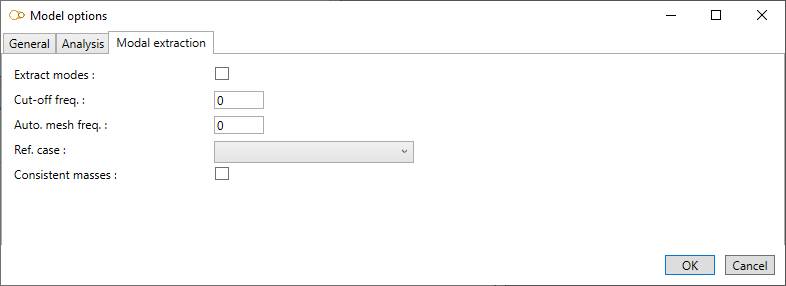 Model options
General Analysis Modal extraction
Extract modes :
Cut-off freq. : 0
Auto. mesh freq. : 0
Ref. case :
Consistent masses :
OK Cancel